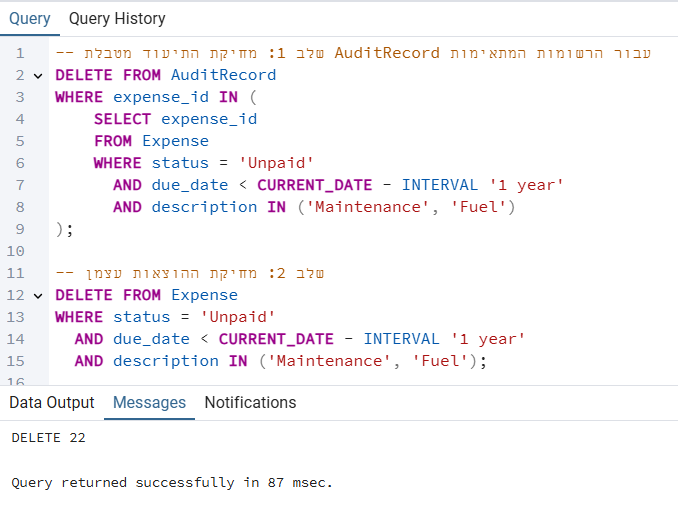 Query Query History
1 -- שלב 1: מחיקת התיעוד מטבלת AuditRecord עבור הרשומות המתאימות
2 DELETE FROM AuditRecord
3 WHERE expense_id IN (
4 SELECT expense_id
5 FROM Expense
6 WHERE status = 'Unpaid'
7 AND due_date < CURRENT_DATE - INTERVAL '1 year'
8 AND description IN ('Maintenance', 'Fuel')
9 );
10
11 -- שלב 2: מחיקת ההוצאות עצמן
12 DELETE FROM Expense
13 WHERE status = 'Unpaid'
14 AND due_date < CURRENT_DATE - INTERVAL '1 year'
15 AND description IN ('Maintenance', 'Fuel');
16
Data Output Messages Notifications
DELETE 22
Query returned successfully in 87 msec.